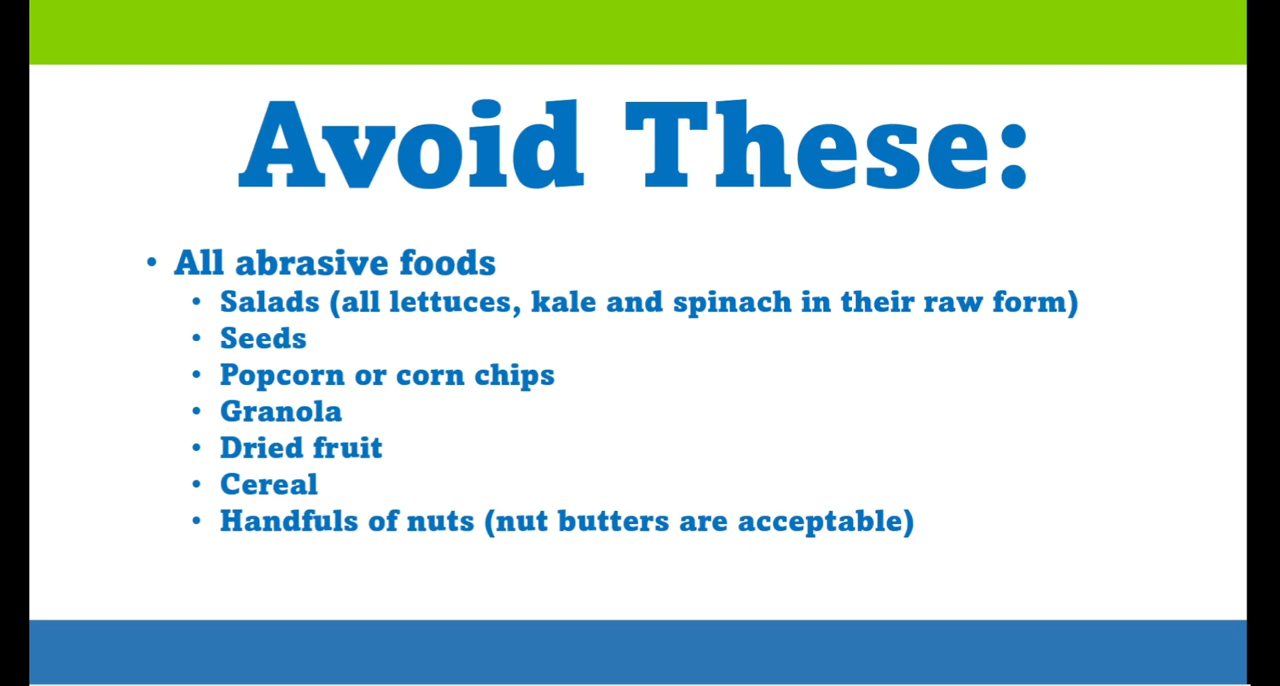 Avoid These:
• All abrasive foods
• Salads (all lettuces, kale and spinach in their raw form)
• Seeds
• Popcorn or corn chips
• Granola
• Dried fruit
• Cereal
• Handfuls of nuts (nut butters are acceptable)